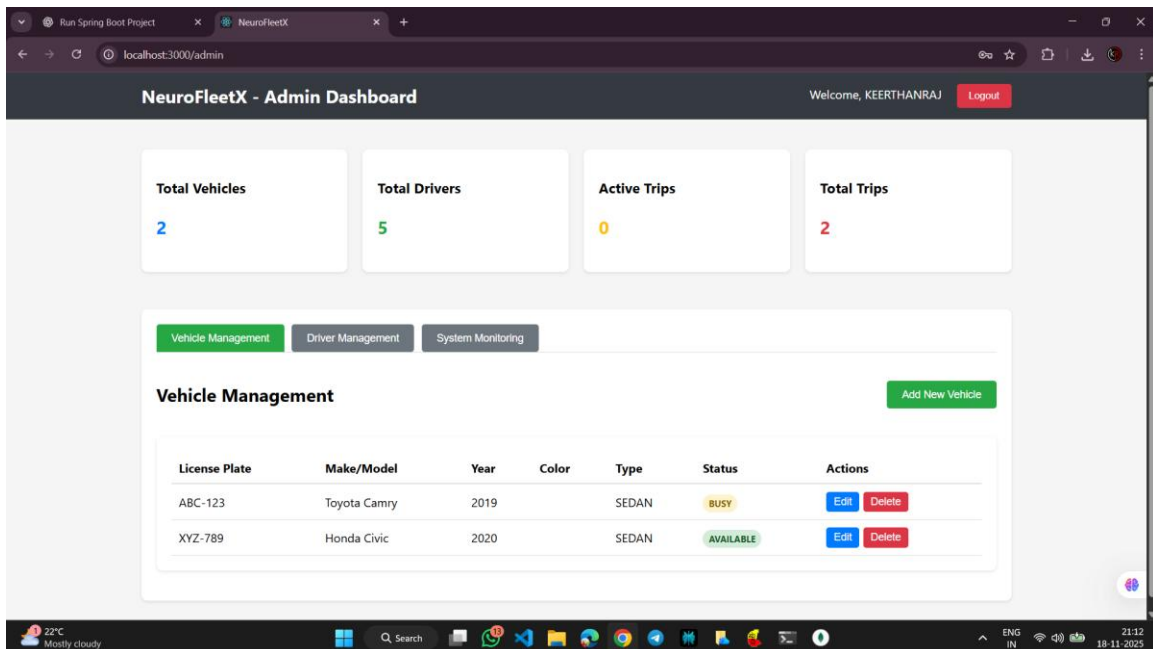 Run Spring Boot Project
NeuroFleetX
localhost:3000/admin
NeuroFleetX - Admin Dashboard
Welcome, KEERTHANRAJ
Logout
Total Vehicles
2
Total Drivers
5
Active Trips
0
Total Trips
2
Vehicle Management Driver Management System Monitoring
Vehicle Management
Add New Vehicle
License Plate Make/Model Year Color Type Status Actions
ABC-123 Toyota Camry 2019 SEDAN BUSY Edit Delete
XYZ-789 Honda Civic 2020 SEDAN AVAILABLE Edit Delete
1
22°C
Mostly cloudy
Search
13
ENG
IN
21:12
18-11-2025